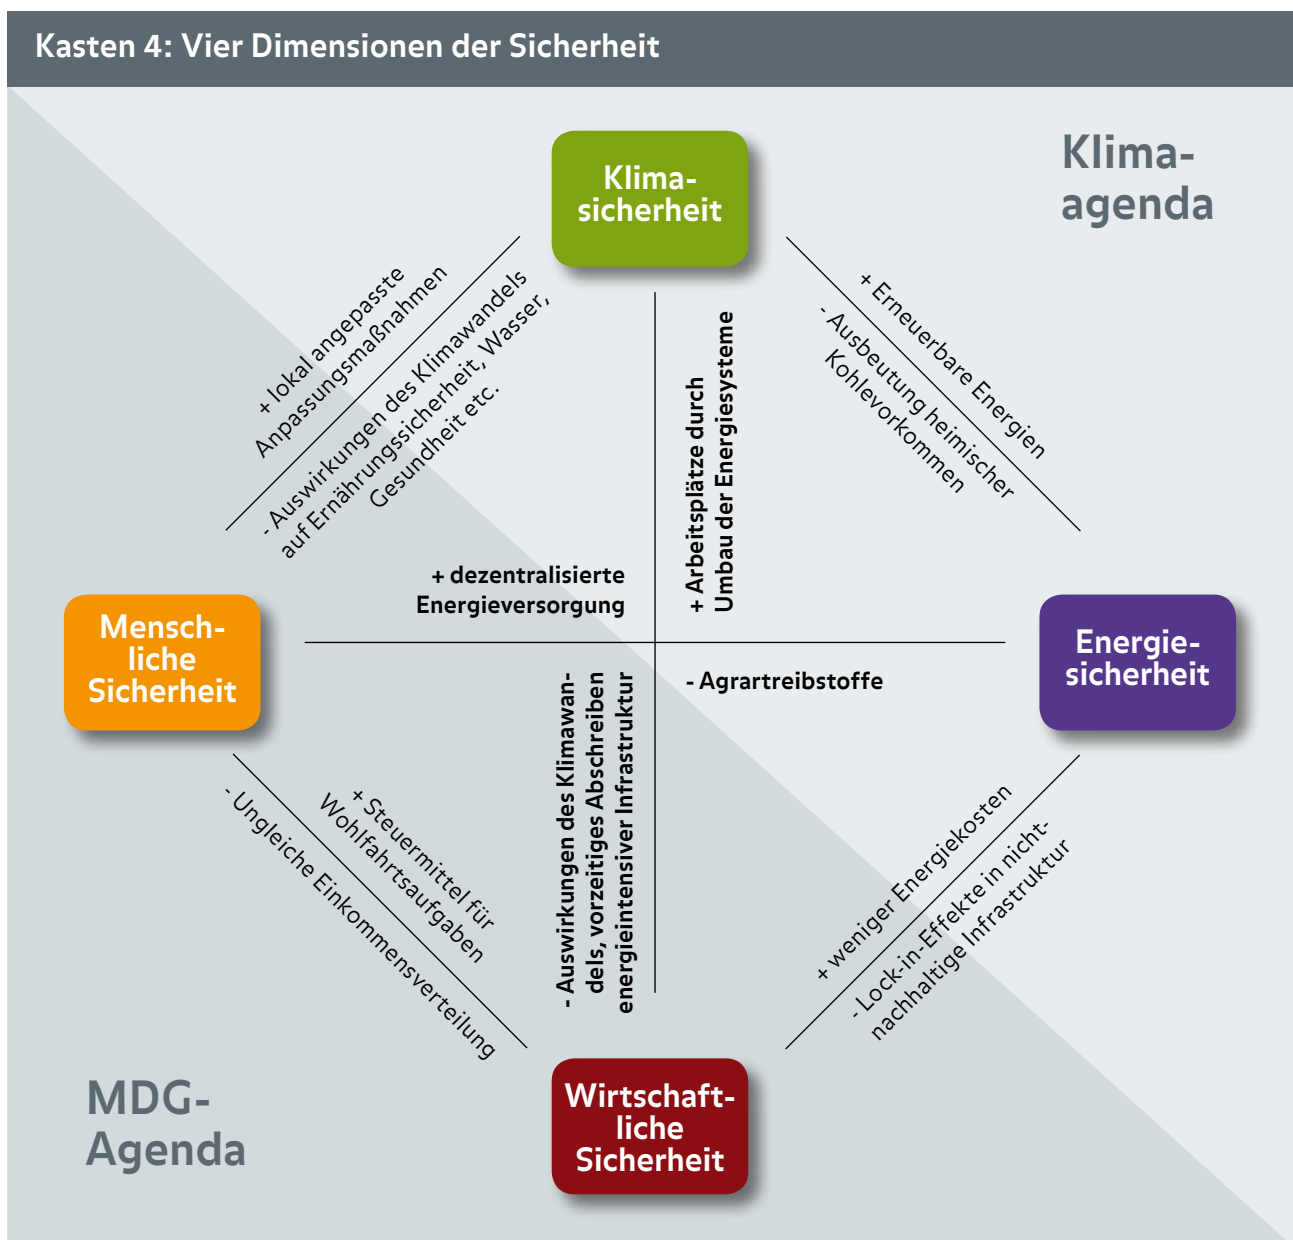 Kasten 4: Vier Dimensionen der Sicherheit
Klima-
agenda
Klima-
sicherheit
+ lokal angepasste
Anpassungsmaßnahmen
- Auswirkungen des Klimawandels
auf Ernährungssicherheit, Wasser,
Gesundheit etc.
+ Arbeitsplätze durch
Umbau der Energiesysteme
+ Erneuerbare Energien
- Ausbeutung heimischer
Kohlevorkommen
+ dezentralisierte
Energieversorgung
Mensch-
liche
Sicherheit
Energie-
sicherheit
- Agrartreibstoffe
- Auswirkungen des Klimawan-
dels, vorzeitiges Abschreiben
energieintensiver Infrastruktur
+ Steuermittel für
Wohlfahrtsaufgaben
- Ungleiche Einkommensverteilung
+ weniger Energiekosten
- Lock-in-Effekte in nicht-
nachhaltige Infrastruktur
MDG-
Agenda
Wirtschaft-
liche
Sicherheit